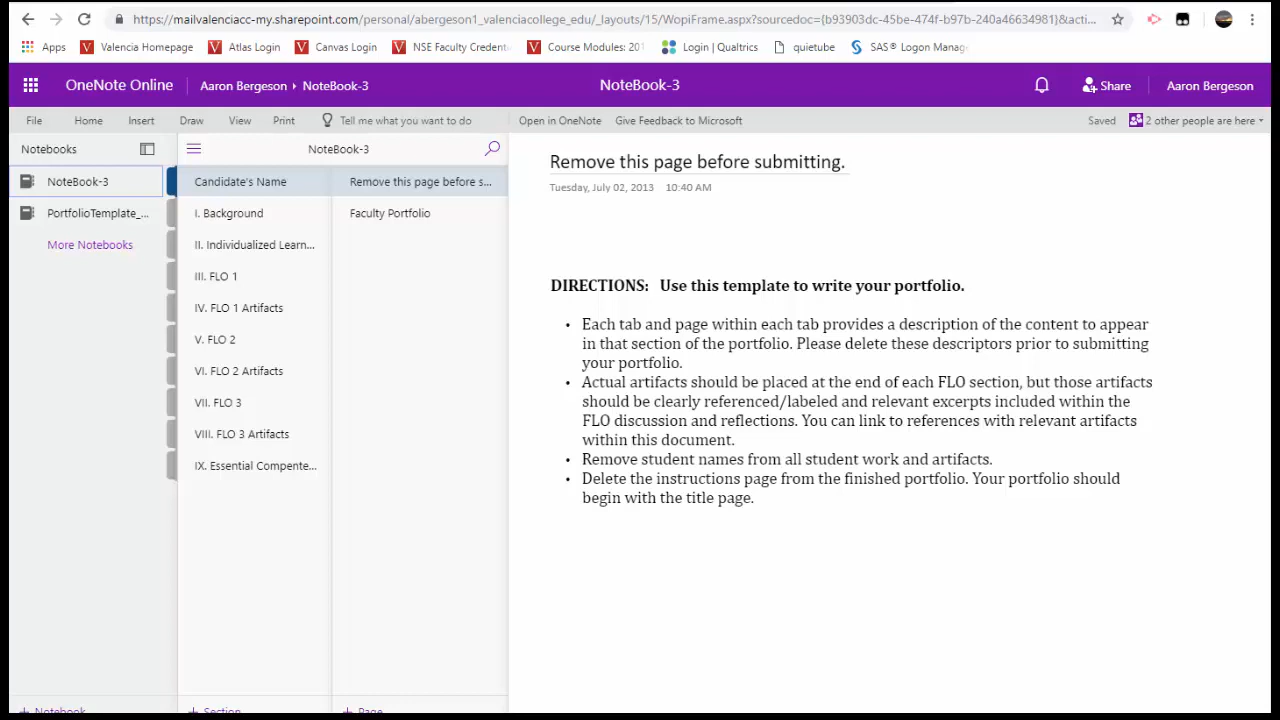 https://mailvalenciacc-my.sharepoint.com/personal/abergeson1_valenciacollege_edu/_layouts/15/WopiFrame.aspx?sourcedoc={b93903dc-45be-474f-b97b-240a46634981}&acti...
Apps Valencia Homepage Atlas Login Canvas Login NSE Faculty Credent Course Modules: 201 Login | Qualtrics quietube SAS® Logon Manag
OneNote Online Aaron Bergeson › NoteBook-3 NoteBook-3 Share Aaron Bergeson
File Home Insert Draw View Print Tell me what you want to do Open in OneNote Give Feedback to Microsoft Saved 2 other people are here
Notebooks
NoteBook-3
PortfolioTemplate_...
More Notebooks
NoteBook-3
Candidate's Name
I. Background
II. Individualized Learn...
III. FLO 1
IV. FLO 1 Artifacts
V. FLO 2
VI. FLO 2 Artifacts
VII. FLO 3
VIII. FLO 3 Artifacts
IX. Essential Compente...
Remove this page before s...
Faculty Portfolio
Remove this page before submitting.
Tuesday, July 02, 2013 10:40 AM
DIRECTIONS: Use this template to write your portfolio.
• Each tab and page within each tab provides a description of the content to appear
in that section of the portfolio. Please delete these descriptors prior to submitting
your portfolio.
• Actual artifacts should be placed at the end of each FLO section, but those artifacts
should be clearly referenced/labeled and relevant excerpts included within the
FLO discussion and reflections. You can link to references with relevant artifacts
within this document.
• Remove student names from all student work and artifacts.
• Delete the instructions page from the finished portfolio. Your portfolio should
begin with the title page.
+ Notebook + Section + Page